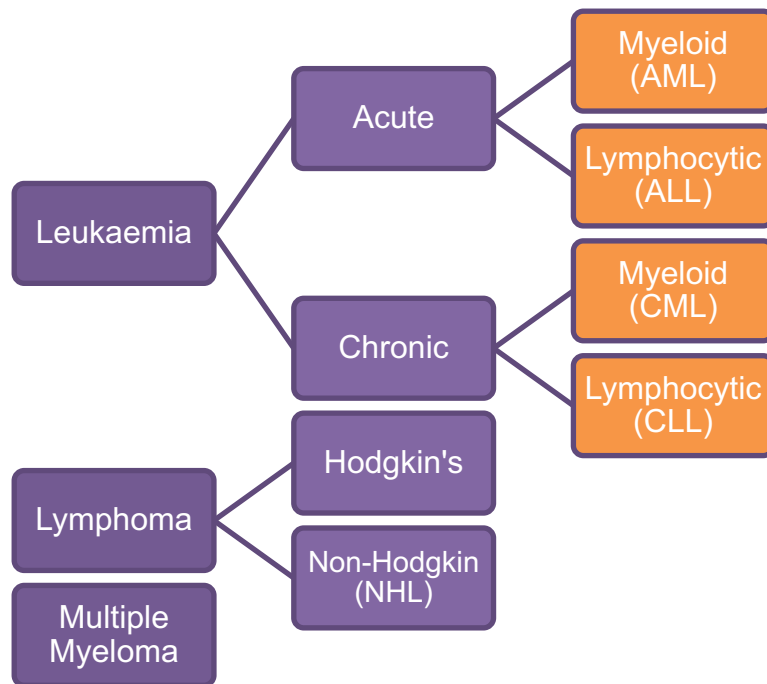 Leukaemia
Acute
Myeloid
(AML)
Lymphocytic
(ALL)
Chronic
Myeloid
(CML)
Lymphocytic
(CLL)
Lymphoma
Hodgkin's
Non-Hodgkin
(NHL)
Multiple
Myeloma